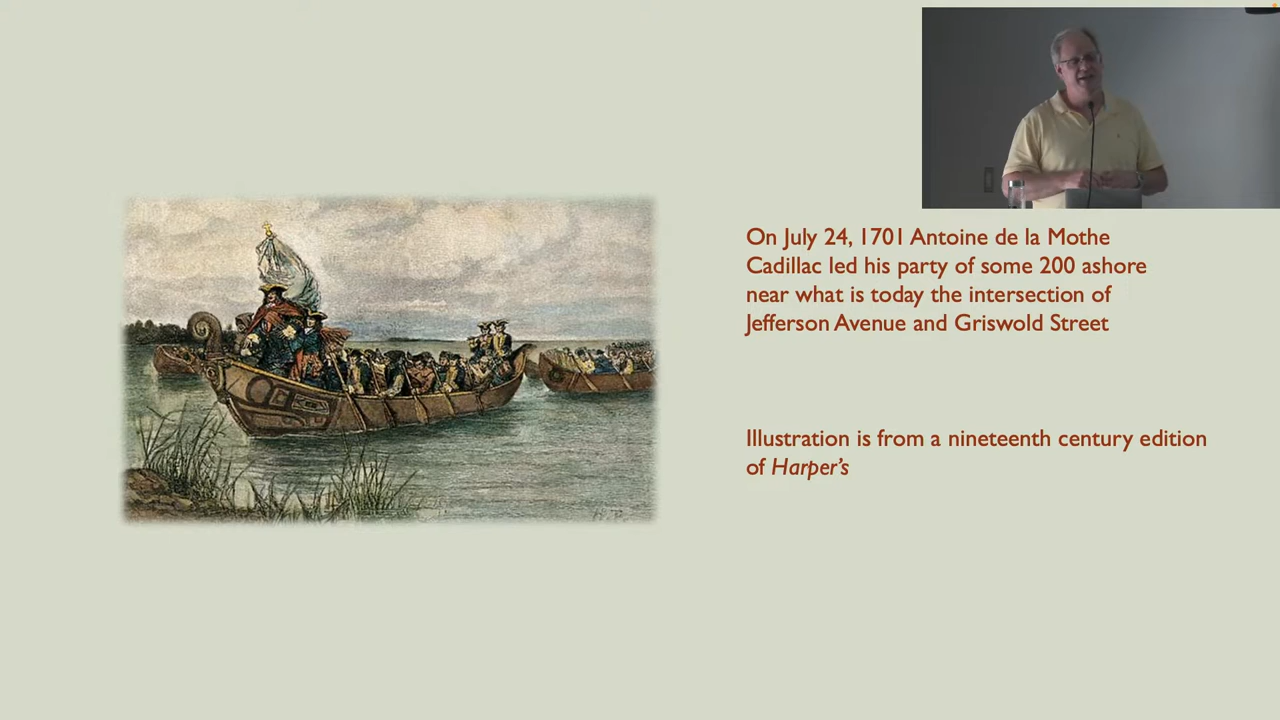 On July 24, 1701 Antoine de la Mothe
Cadillac led his party of some 200 ashore
near what is today the intersection of
Jefferson Avenue and Griswold Street
Illustration is from a nineteenth century edition
of Harper's